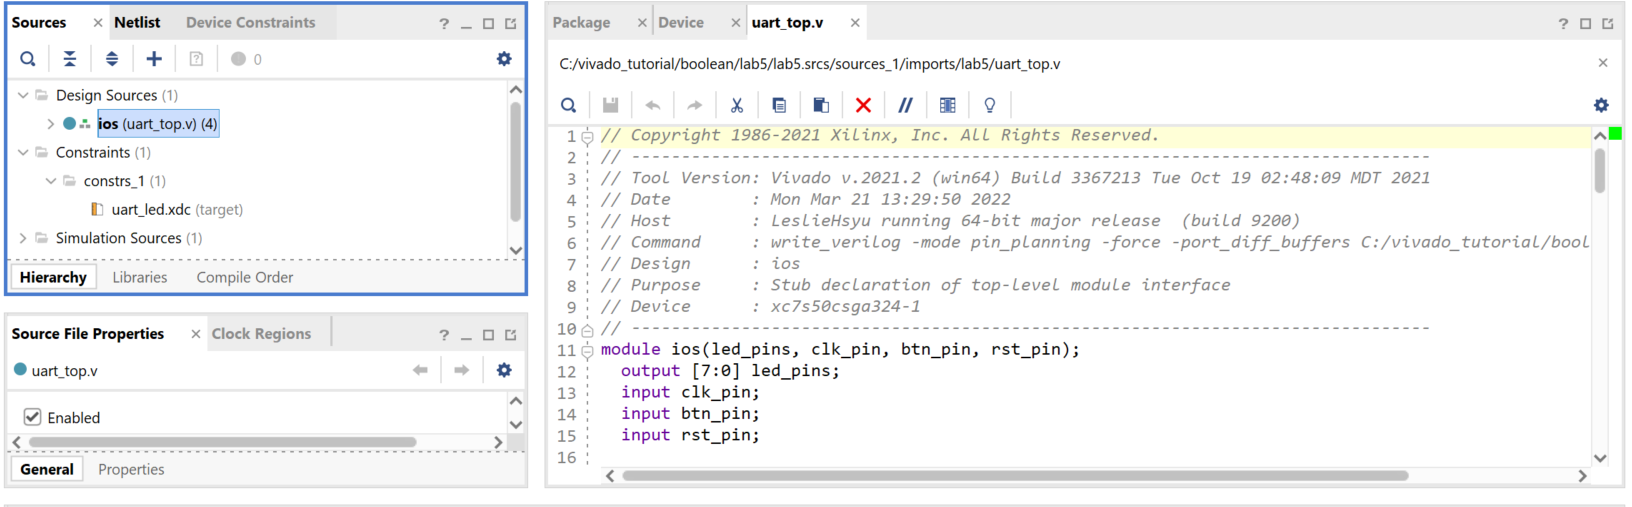 Sources × Netlist Device Constraints ? _
0
Design Sources (1)
ios (uart_top.v) (4)
Constraints (1)
constrs_1 (1)
uart_led.xdc (target)
Simulation Sources (1)
Hierarchy Libraries Compile Order
Source File Properties × Clock Regions ? _
uart_top.v
Enabled
General Properties
Package × Device × uart_top.v × ?
C:/vivado_tutorial/boolean/lab5/lab5.srcs/sources_1/imports/lab5/uart_top.v ×
1 // Copyright 1986-2021 Xilinx, Inc. All Rights Reserved.
2 // --------------------------------------------------------------------------------
3 // Tool Version: Vivado v.2021.2 (win64) Build 3367213 Tue Oct 19 02:48:09 MDT 2021
4 // Date        : Mon Mar 21 13:29:50 2022
5 // Host        : LeslieHsyu running 64-bit major release  (build 9200)
6 // Command     : write_verilog -mode pin_planning -force -port_diff_buffers C:/vivado_tutorial/bool
7 // Design      : ios
8 // Purpose     : Stub declaration of top-level module interface
9 // Device      : xc7s50csga324-1
10 // --------------------------------------------------------------------------------
11 module ios(led_pins, clk_pin, btn_pin, rst_pin);
12   output [7:0] led_pins;
13   input clk_pin;
14   input btn_pin;
15   input rst_pin;
16